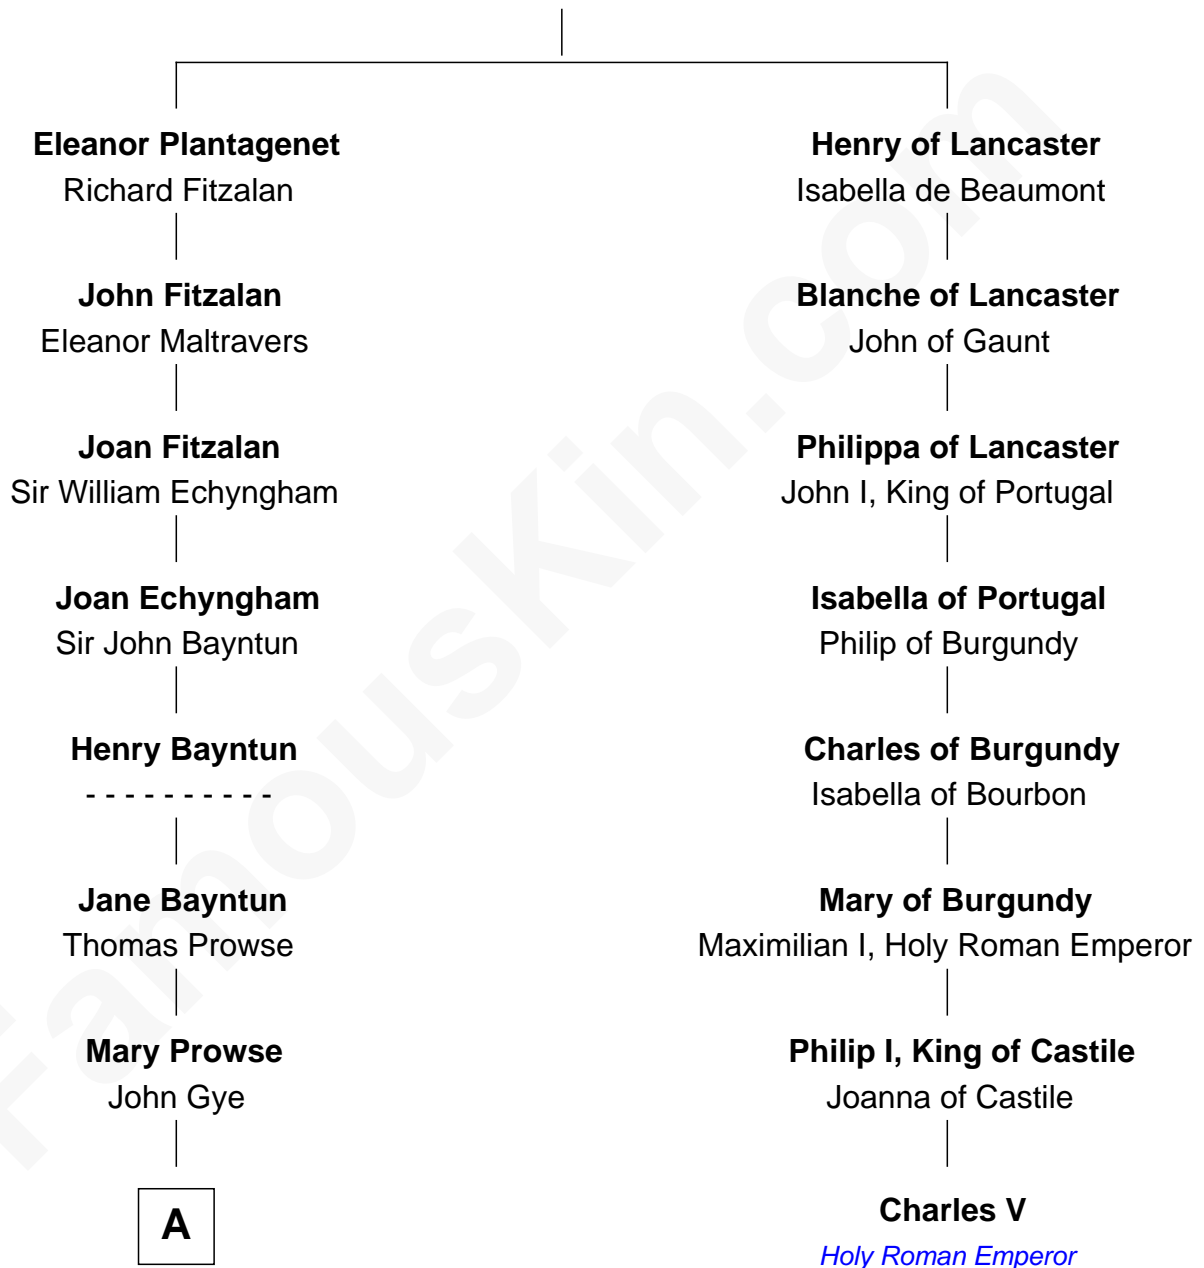 Eleanor Plantagenet
Richard Fitzalan
John Fitzalan
Eleanor Maltravers
Joan Fitzalan
Sir William Echyngham
Joan Echyngham
Sir John Bayntun
Henry Bayntun
- - - - - - - - - -
Jane Bayntun
Thomas Prowse
Mary Prowse
John Gye
A
Henry of Lancaster
Isabella de Beaumont
Blanche of Lancaster
John of Gaunt
Philippa of Lancaster
John I, King of Portugal
Isabella of Portugal
Philip of Burgundy
Charles of Burgundy
Isabella of Bourbon
Mary of Burgundy
Maximilian I, Holy Roman Emperor
Philip I, King of Castile
Joanna of Castile
Charles V
Holy Roman Emperor
FamousKin.com